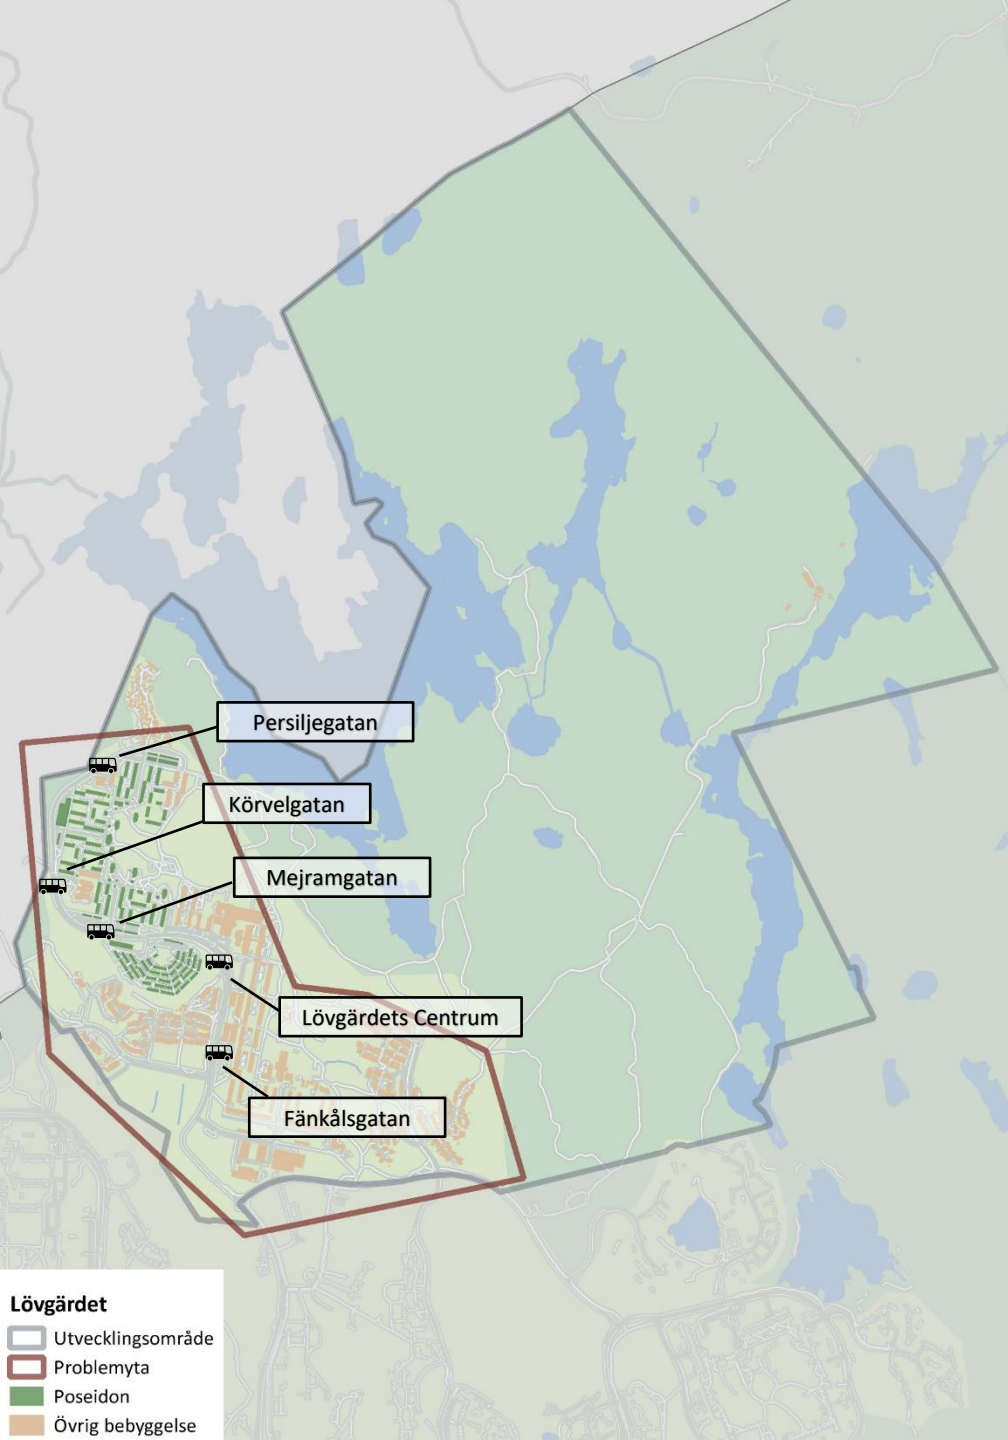 Persiljegatan
Körvelgatan
Mejramgatan
Lövgärdets Centrum
Fänkålsgatan
Lövgärdet
Utvecklingsområde
Problemyta
Poseidon
Övrig bebyggelse